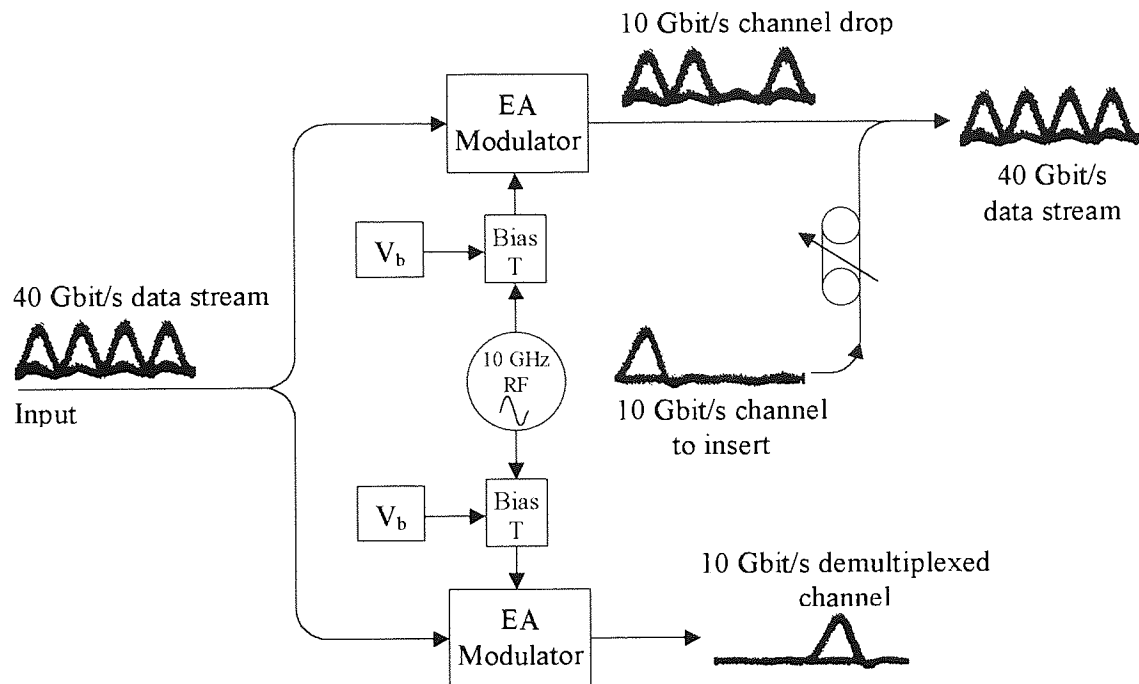 10 Gbit/s channel drop
EA
Modulator
40 Gbit/s
data stream
Bias
T
V_b
40 Gbit/s data stream
10 GHz
RF
Input
10 Gbit/s channel
to insert
Bias
T
V_b
10 Gbit/s demultiplexed
channel
EA
Modulator